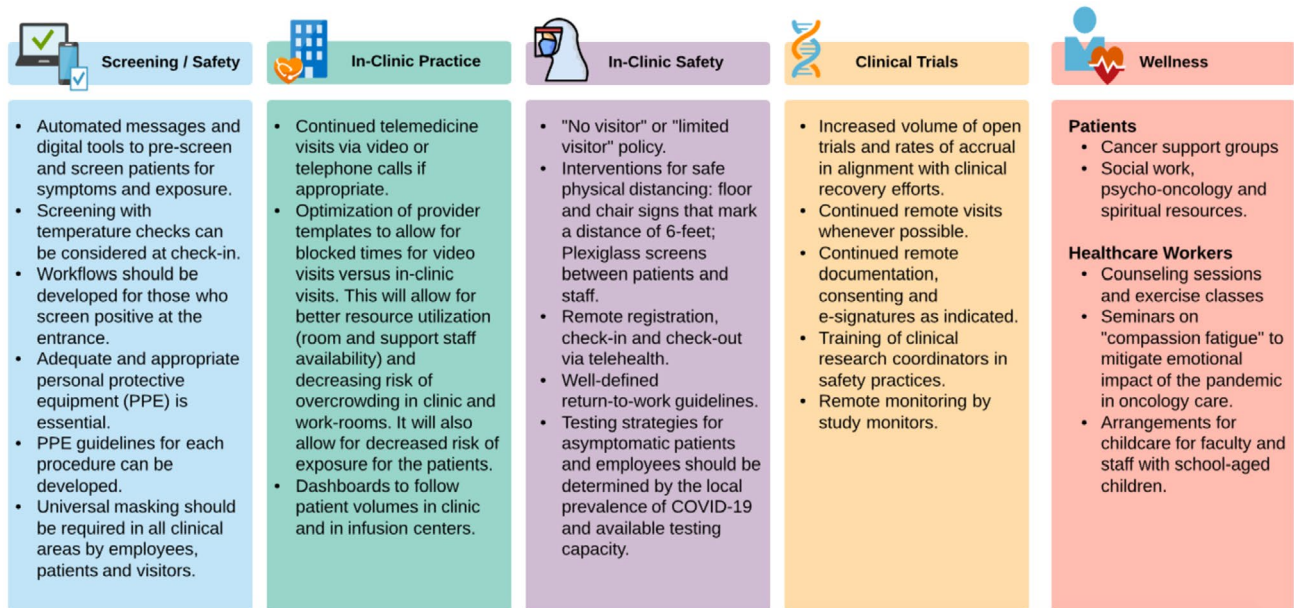 Screening / Safety
• Automated messages and
digital tools to pre-screen
and screen patients for
symptoms and exposure.
• Screening with
temperature checks can
be considered at check-in.
• Workflows should be
developed for those who
screen positive at the
entrance.
• Adequate and appropriate
personal protective
equipment (PPE) is
essential.
• PPE guidelines for each
procedure can be
developed.
• Universal masking should
be required in all clinical
areas by employees,
patients and visitors.
In-Clinic Practice
• Continued telemedicine
visits via video or
telephone calls if
appropriate.
• Optimization of provider
templates to allow for
blocked times for video
visits versus in-clinic
visits. This will allow for
better resource utilization
(room and support staff
availability) and
decreasing risk of
overcrowding in clinic and
work-rooms. It will also
allow for decreased risk of
exposure for the patients.
• Dashboards to follow
patient volumes in clinic
and in infusion centers.
In-Clinic Safety
• "No visitor" or "limited
visitor" policy.
• Interventions for safe
physical distancing: floor
and chair signs that mark
a distance of 6-feet;
Plexiglass screens
between patients and
staff.
• Remote registration,
check-in and check-out
via telehealth.
• Well-defined
return-to-work guidelines.
• Testing strategies for
asymptomatic patients
and employees should be
determined by the local
prevalence of COVID-19
and available testing
capacity.
Clinical Trials
• Increased volume of open
trials and rates of accrual
in alignment with clinical
recovery efforts.
• Continued remote visits
whenever possible.
• Continued remote
documentation,
consenting and
e-signatures as indicated.
• Training of clinical
research coordinators in
safety practices.
• Remote monitoring by
study monitors.
Wellness
Patients
• Cancer support groups
• Social work,
psycho-oncology and
spiritual resources.
Healthcare Workers
• Counseling sessions
and exercise classes
• Seminars on
"compassion fatigue" to
mitigate emotional
impact of the pandemic
in oncology care.
• Arrangements for
childcare for faculty and
staff with school-aged
children.